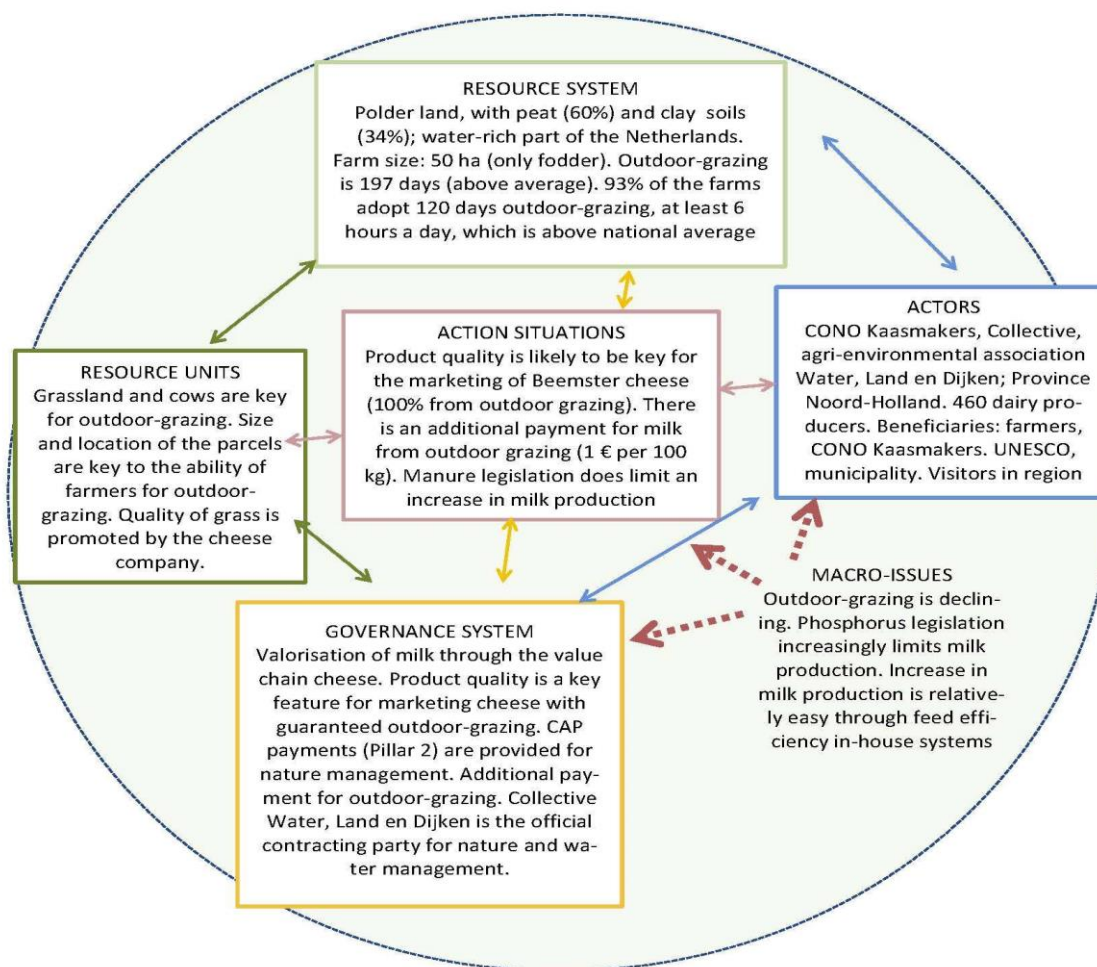 RESOURCE SYSTEM
Polder land, with peat (60%) and clay soils
(34%); water-rich part of the Netherlands.
Farm size: 50 ha (only fodder). Outdoor-grazing
is 197 days (above average). 93% of the farms
adopt 120 days outdoor-grazing, at least 6
hours a day, which is above national average
ACTION SITUATIONS
Product quality is likely to be key for
the marketing of Beemster cheese
(100% from outdoor grazing). There
is an additional payment for milk
from outdoor grazing (1 € per 100
kg). Manure legislation does limit an
increase in milk production
ACTORS
CONO Kaasmakers, Collective,
agri-environmental association
Water, Land en Dijken; Province
Noord-Holland. 460 dairy pro-
ducers. Beneficiaries: farmers,
CONO Kaasmakers. UNESCO,
municipality. Visitors in region
RESOURCE UNITS
Grassland and cows are key
for outdoor-grazing. Size
and location of the parcels
are key to the ability of
farmers for outdoor-
grazing. Quality of grass is
promoted by the cheese
company.
MACRO-ISSUES
Outdoor-grazing is declin-
ing. Phosphorus legislation
increasingly limits milk
production. Increase in
milk production is relative-
ly easy through feed effi-
ciency in-house systems
GOVERNANCE SYSTEM
Valorisation of milk through the value
chain cheese. Product quality is a key
feature for marketing cheese with
guaranteed outdoor-grazing. CAP
payments (Pillar 2) are provided for
nature management. Additional pay-
ment for outdoor-grazing. Collective
Water, Land en Dijken is the official
contracting party for nature and wa-
ter management.